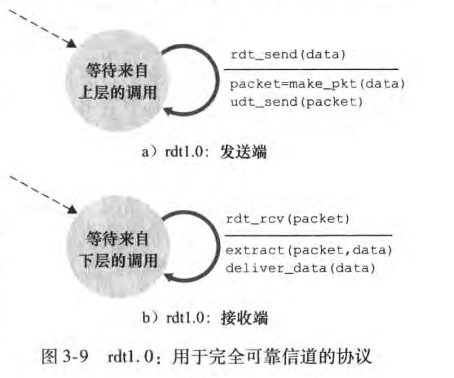 等待来自
上层的调用
rdt_send(data)
packet=make_pkt(data)
udt_send(packet)
a）rdt1.0：发送端
等待来自
下层的调用
rdt_rcv(packet)
extract(packet,data)
deliver_data(data)
b）rdt1.0：接收端
图 3-9 rdt1.0：用于完全可靠信道的协议